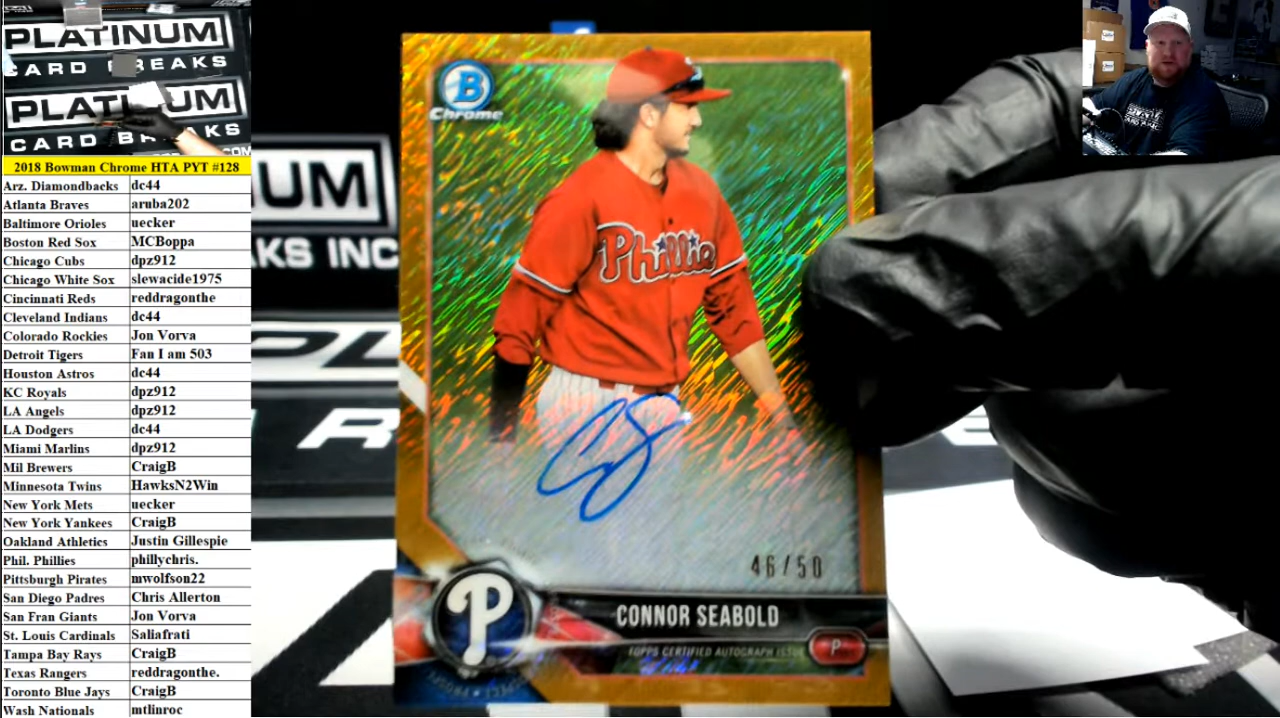 PLATINUM
CARD BREAKS
PLATINUM
CARD BREAKS
.COM
2018 Bowman Chrome HTA PYT #128
Arz. Diamondbacks dc44
Atlanta Braves aruba202
Baltimore Orioles uecker
Boston Red Sox MCBoppa
Chicago Cubs dpz912
Chicago White Sox slewacide1975
Cincinnati Reds reddragonthe
Cleveland Indians dc44
Colorado Rockies Jon Vorva
Detroit Tigers Fan I am 503
Houston Astros dc44
KC Royals dpz912
LA Angels dpz912
LA Dodgers dc44
Miami Marlins dpz912
Mil Brewers CraigB
Minnesota Twins HawksN2Win
New York Mets uecker
New York Yankees CraigB
Oakland Athletics Justin Gillespie
Phil. Phillies phillychris.
Pittsburgh Pirates mwolfson22
San Diego Padres Chris Allerton
San Fran Giants Jon Vorva
St. Louis Cardinals Saliafrati
Tampa Bay Rays CraigB
Texas Rangers reddragonthe.
Toronto Blue Jays CraigB
Wash Nationals mtlinroc
UM
KS INC
PL
R
B
Chrome
Phillie
46/50
P
CONNOR SEABOLD
TOPPS CERTIFIED AUTOGRAPH ISSUE
P